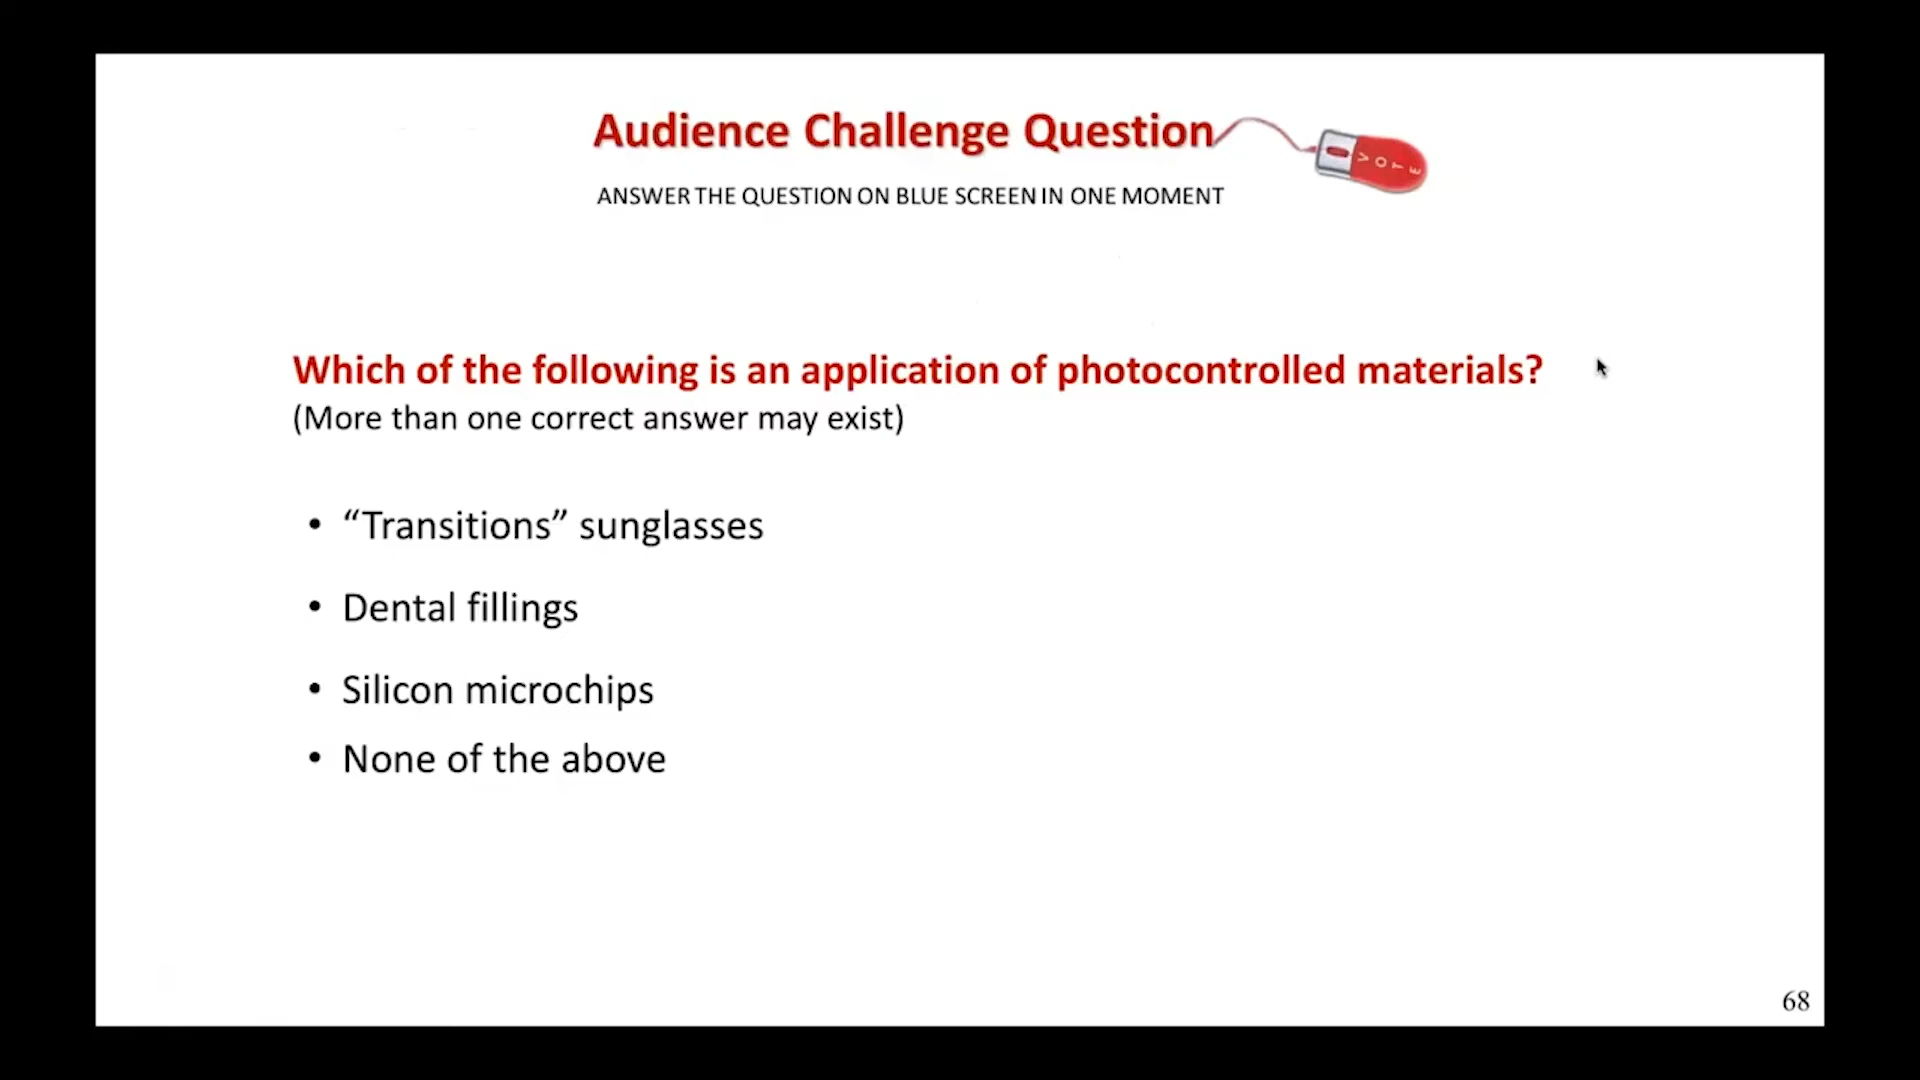 Audience Challenge Question
VOTE
ANSWER THE QUESTION ON BLUE SCREEN IN ONE MOMENT
Which of the following is an application of photocontrolled materials?
(More than one correct answer may exist)
• “Transitions” sunglasses
• Dental fillings
• Silicon microchips
• None of the above
68